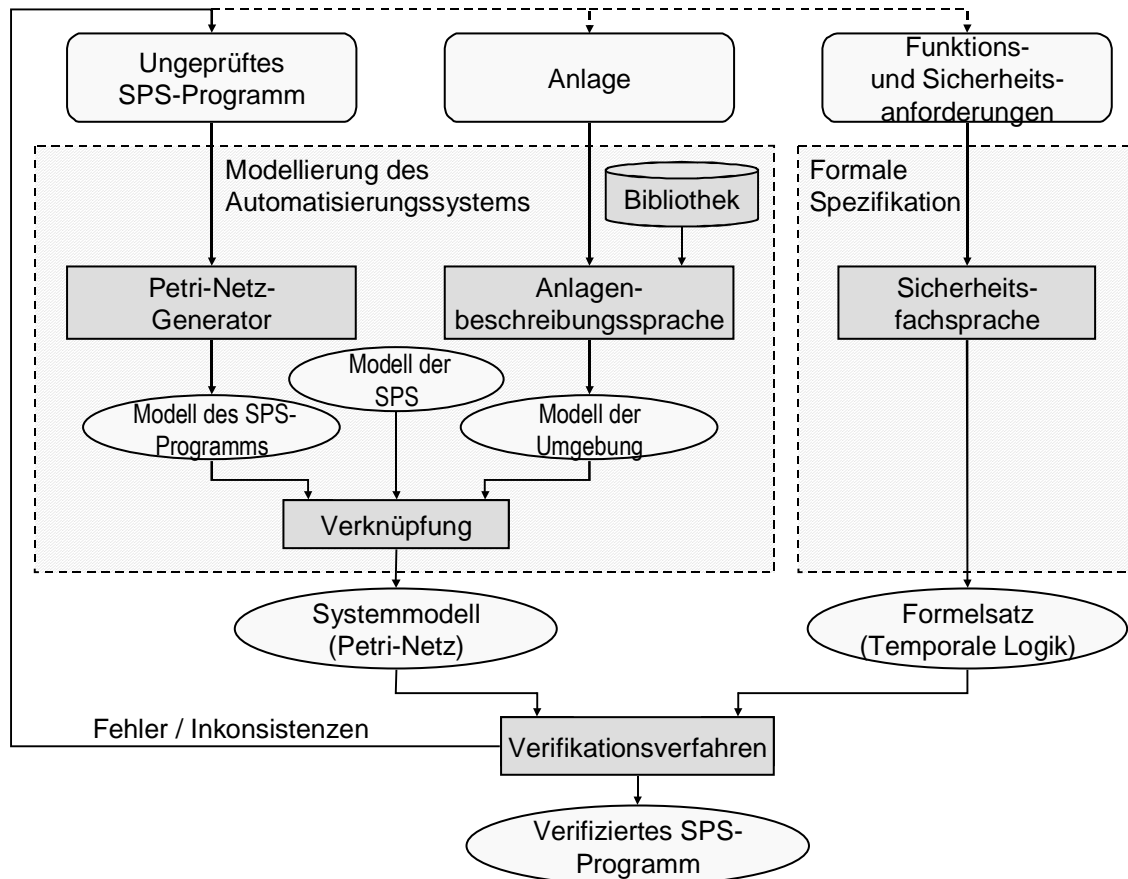 Ungeprüftes
SPS-Programm
Anlage
Funktions-
und Sicherheits-
anforderungen
Modellierung des
Automatisierungssystems
Bibliothek
Formale
Spezifikation
Petri-Netz-
Generator
Anlagen-
beschreibungssprache
Sicherheits-
fachsprache
Modell der
SPS
Modell des SPS-
Programms
Modell der
Umgebung
Verknüpfung
Systemmodell
(Petri-Netz)
Formelsatz
(Temporale Logik)
Fehler / Inkonsistenzen
Verifikationsverfahren
Verifiziertes SPS-
Programm